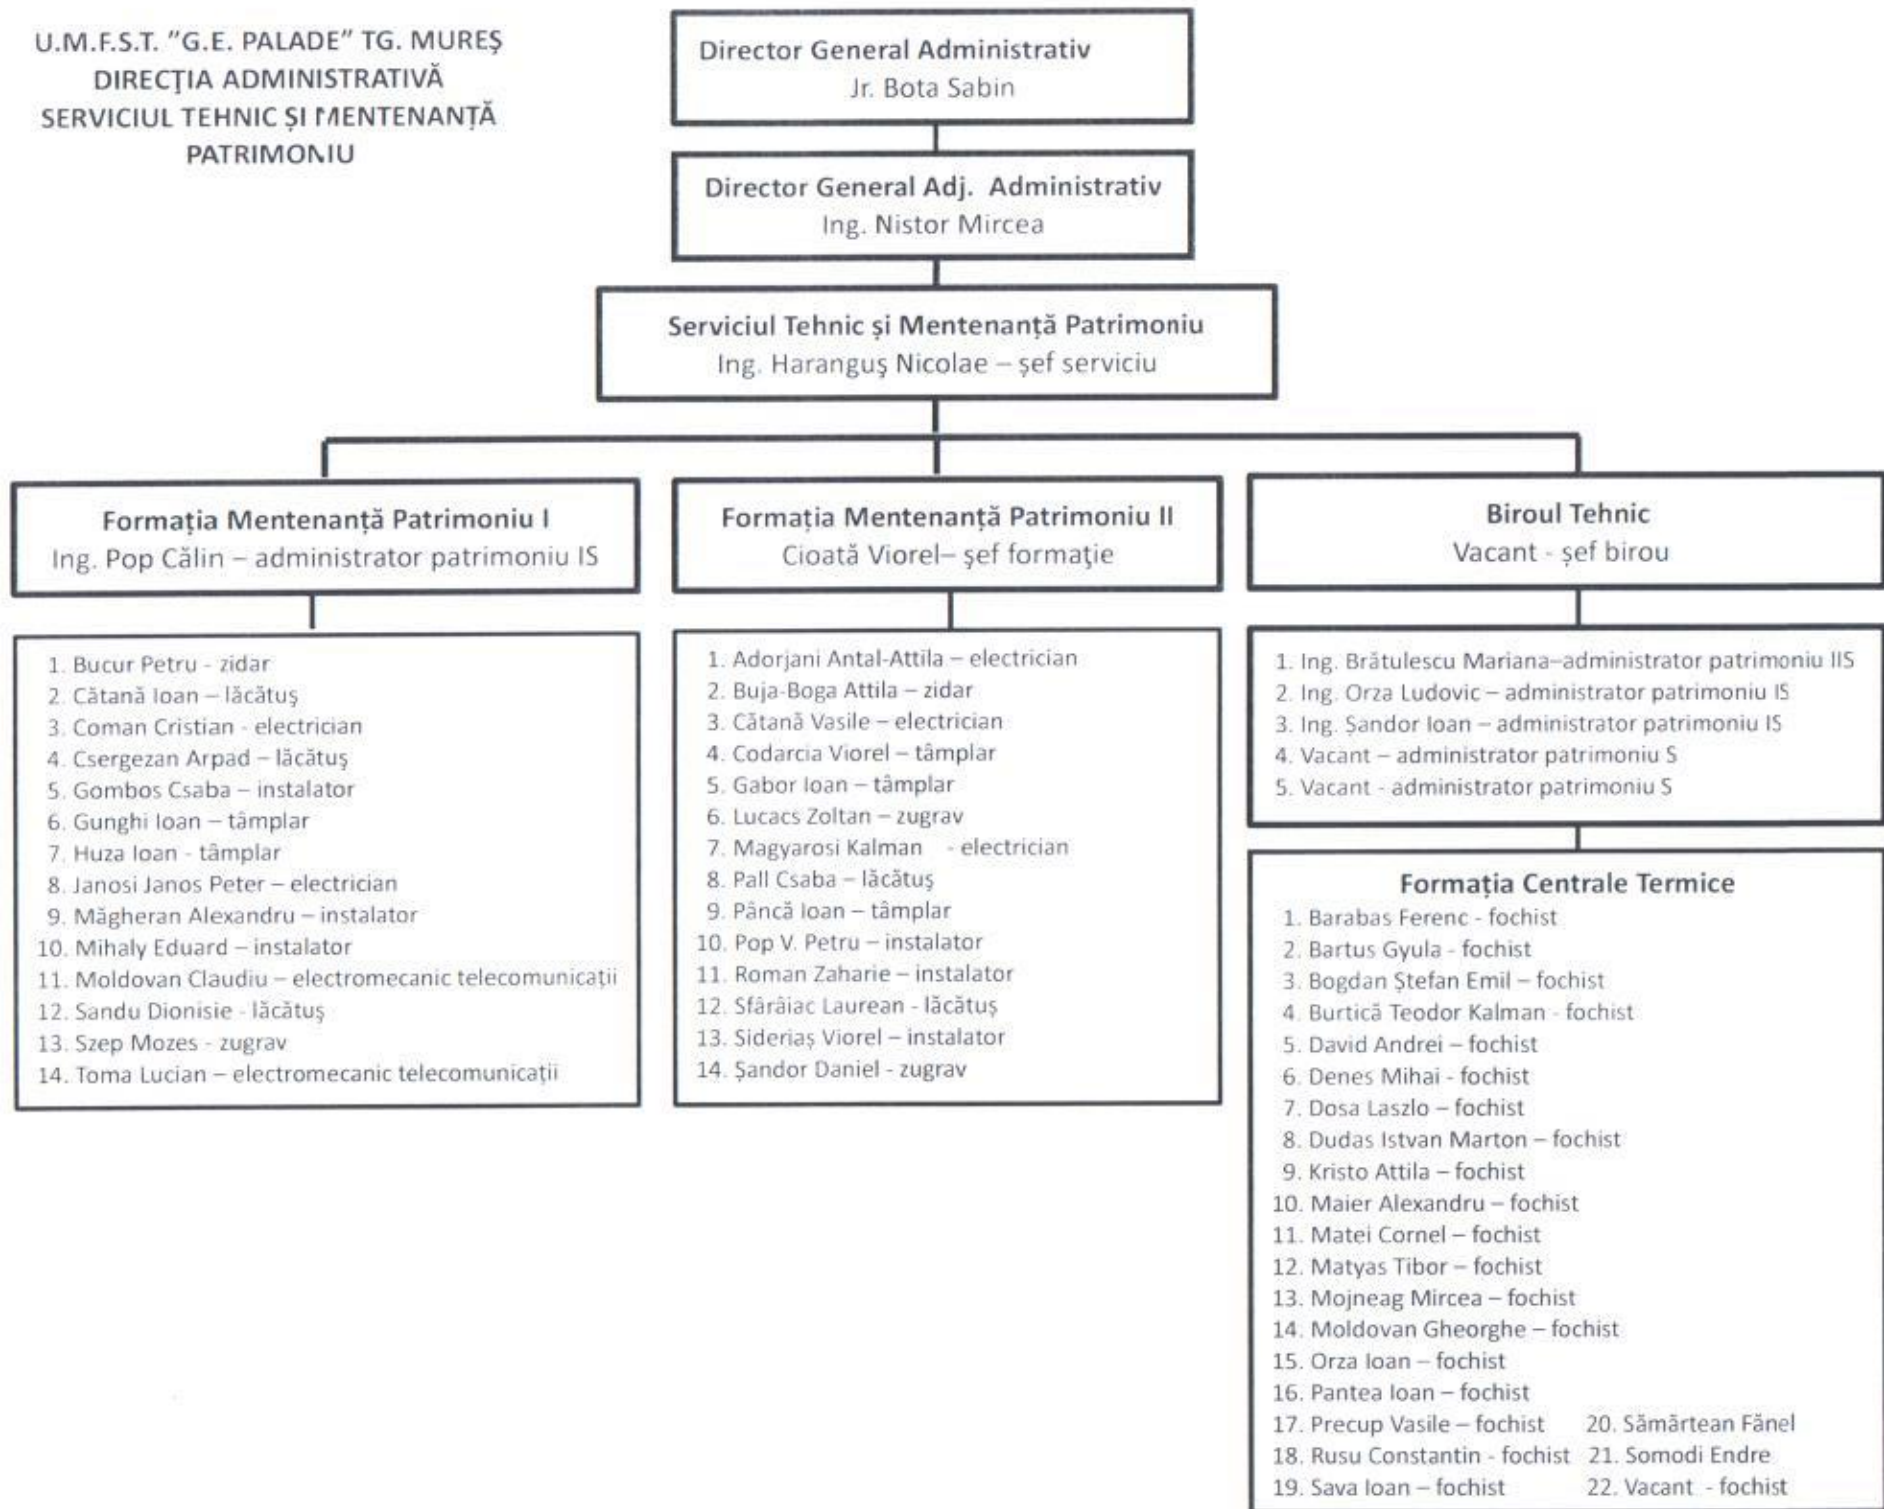 U.M.F.S.T. "G.E. PALADE" TG. MUREŞ
DIRECȚIA ADMINISTRATIVĂ
SERVICIUL TEHNIC ȘI MENTENANȚĂ
PATRIMONIU
Director General Administrativ
Jr. Bota Sabin
Director General Adj. Administrativ
Ing. Nistor Mircea
Serviciul Tehnic și Mentenanță Patrimoniu
Ing. Haranguş Nicolae – șef serviciu
Formația Mentenanță Patrimoniu I
Ing. Pop Călin – administrator patrimoniu IS
1. Bucur Petru - zidar
2. Cătană Ioan – lăcătuş
3. Coman Cristian - electrician
4. Csergezan Arpad – lăcătuş
5. Gombos Csaba – instalator
6. Gunghi Ioan – tâmplar
7. Huza Ioan - tâmplar
8. Janosi Janos Peter – electrician
9. Măgheran Alexandru – instalator
10. Mihaly Eduard – instalator
11. Moldovan Claudiu – electromecanic telecomunicații
12. Sandu Dionisie - lăcătuş
13. Szep Mozes - zugrav
14. Toma Lucian – electromecanic telecomunicații
Formația Mentenanță Patrimoniu II
Cioată Viorel– şef formaţie
1. Adorjani Antal-Attila – electrician
2. Buja-Boga Attila – zidar
3. Cătană Vasile – electrician
4. Codarcia Viorel – tâmplar
5. Gabor Ioan – tâmplar
6. Lucacs Zoltan – zugrav
7. Magyarosi Kalman - electrician
8. Pall Csaba – lăcătuş
9. Pâncă Ioan – tâmplar
10. Pop V. Petru – instalator
11. Roman Zaharie – instalator
12. Sfârâiac Laurean - lăcătuş
13. Sideriaş Viorel – instalator
14. Şandor Daniel - zugrav
Biroul Tehnic
Vacant - şef birou
1. Ing. Brătulescu Mariana–administrator patrimoniu IIS
2. Ing. Orza Ludovic – administrator patrimoniu IS
3. Ing. Şandor Ioan – administrator patrimoniu IS
4. Vacant – administrator patrimoniu S
5. Vacant - administrator patrimoniu S
Formația Centrale Termice
1. Barabas Ferenc - fochist
2. Bartus Gyula - fochist
3. Bogdan Ştefan Emil – fochist
4. Burtică Teodor Kalman - fochist
5. David Andrei – fochist
6. Denes Mihai - fochist
7. Dosa Laszlo – fochist
8. Dudas Istvan Marton – fochist
9. Kristo Attila – fochist
10. Maier Alexandru – fochist
11. Matei Cornel – fochist
12. Matyas Tibor – fochist
13. Mojneag Mircea – fochist
14. Moldovan Gheorghe – fochist
15. Orza Ioan – fochist
16. Pantea Ioan – fochist
17. Precup Vasile – fochist
18. Rusu Constantin - fochist
19. Sava Ioan – fochist
20. Sămărtean Fănel
21. Somodi Endre
22. Vacant - fochist